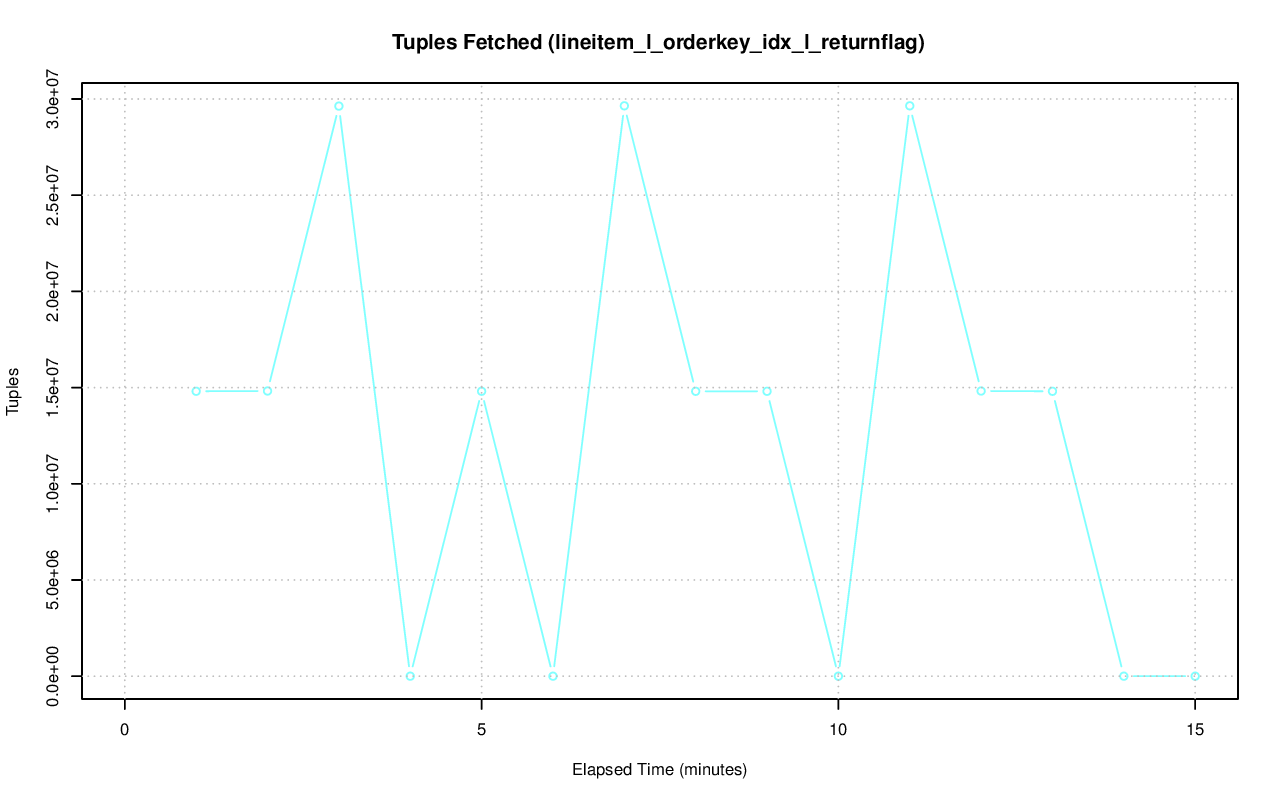 Tuples Fetched (lineitem_l_orderkey_idx_l_returnflag)
Tuples
3.0e+07
2.5e+07
2.0e+07
1.5e+07
1.0e+07
5.0e+06
0.0e+00
0 5 10 15
Elapsed Time (minutes)